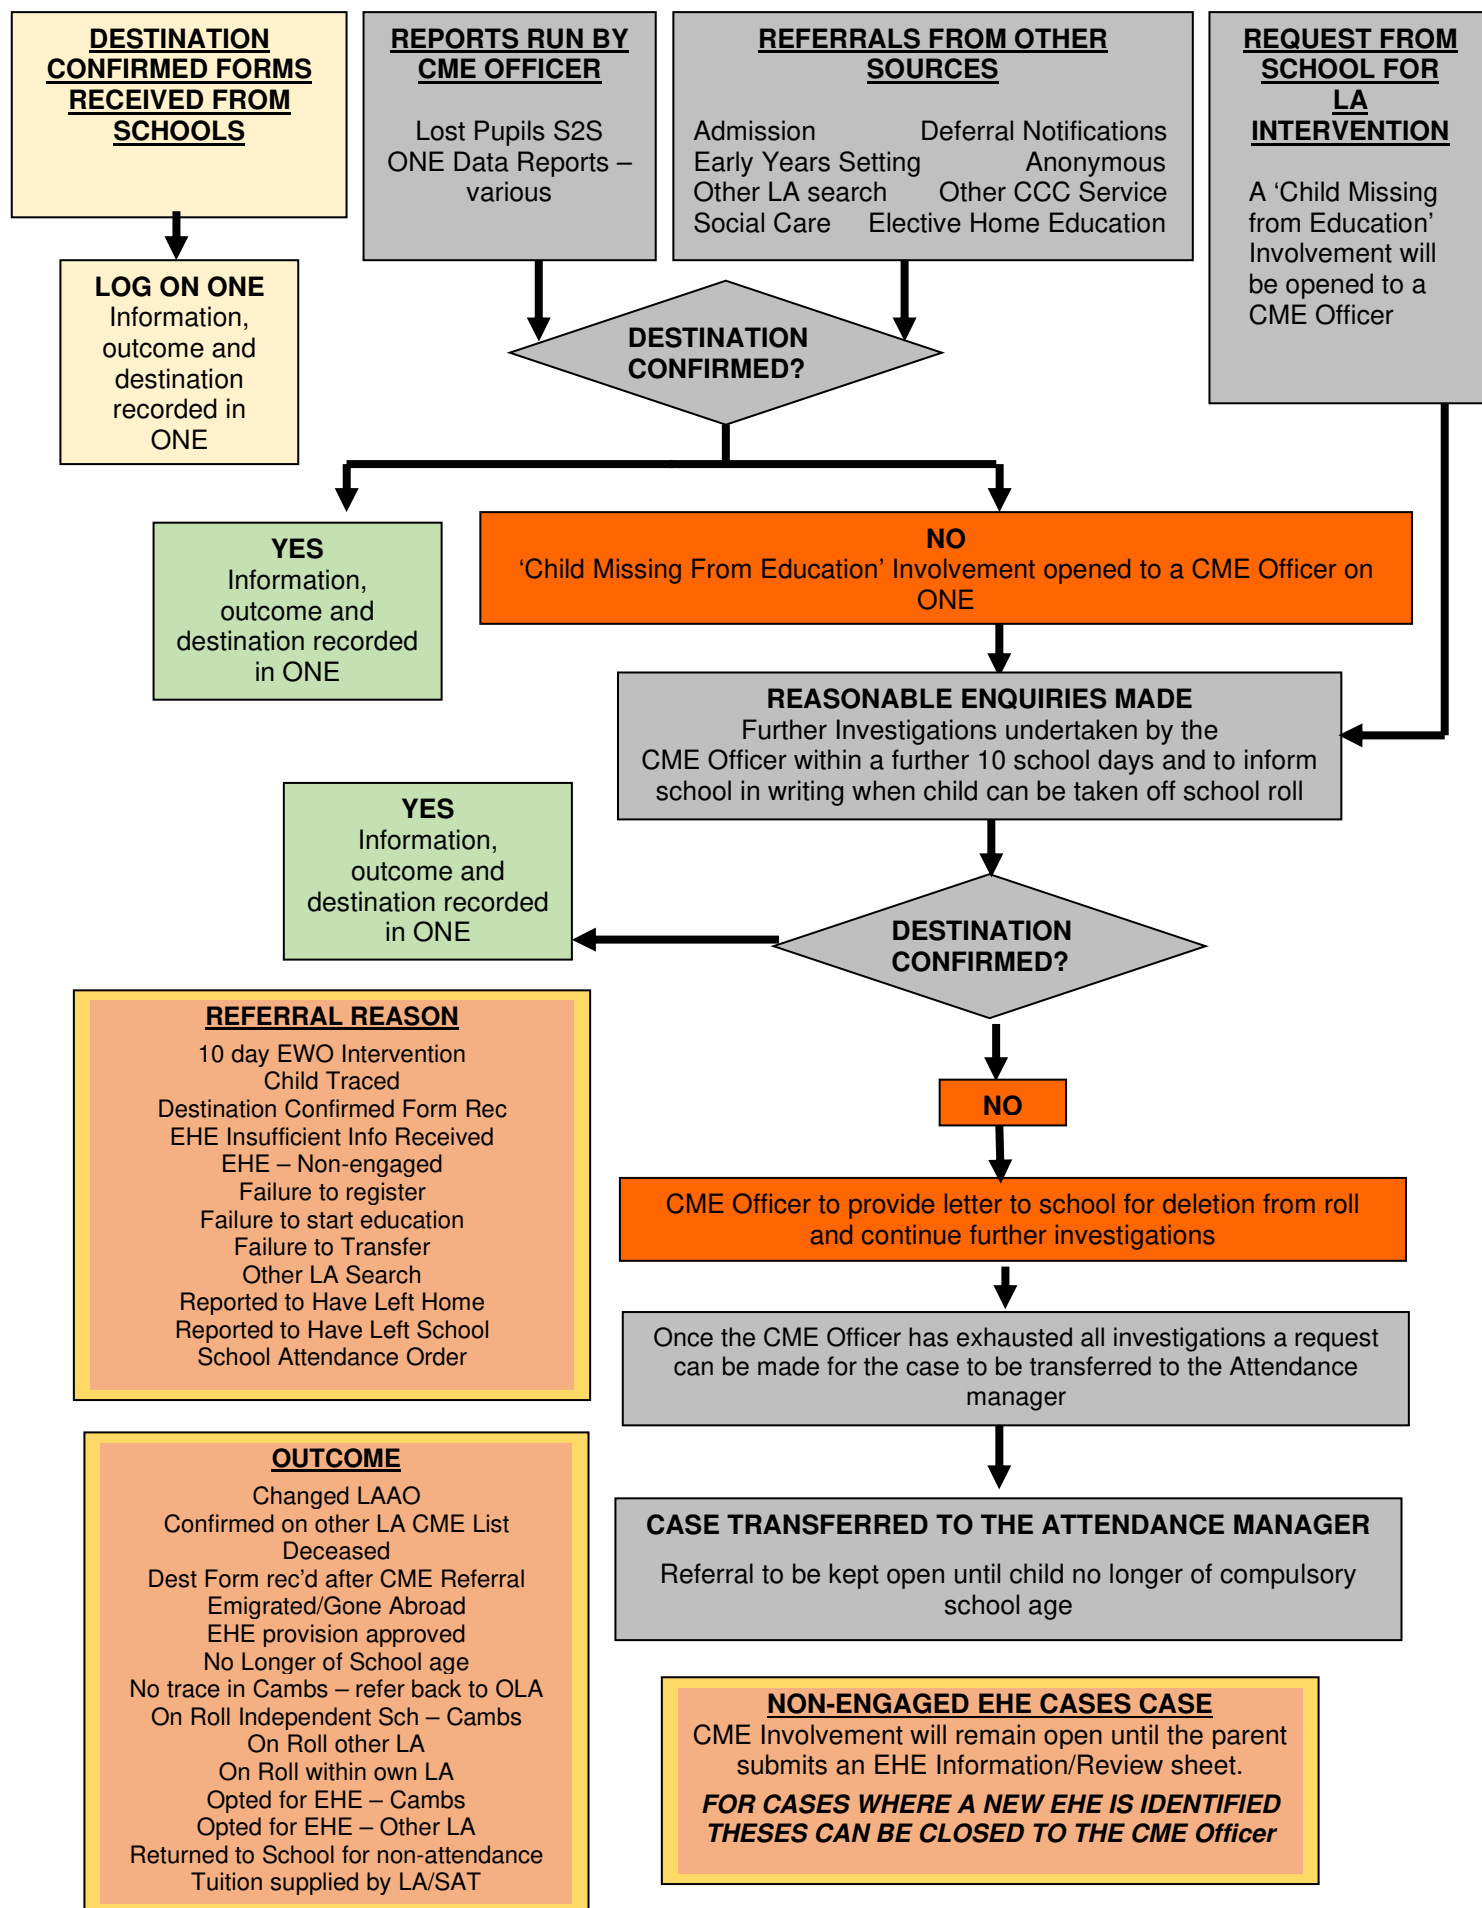 DESTINATION
CONFIRMED FORMS
RECEIVED FROM
SCHOOLS
REPORTS RUN BY
CME OFFICER
Lost Pupils S2S
ONE Data Reports –
various
REFERRALS FROM OTHER
SOURCES
Admission Deferral Notifications
Early Years Setting Anonymous
Other LA search Other CCC Service
Social Care Elective Home Education
REQUEST FROM
SCHOOL FOR
LA
INTERVENTION
A ‘Child Missing
from Education’
Involvement will
be opened to a
CME Officer
LOG ON ONE
Information,
outcome and
destination
recorded in
ONE
DESTINATION
CONFIRMED?
YES
Information,
outcome and
destination recorded
in ONE
NO
‘Child Missing From Education’ Involvement opened to a CME Officer on
ONE
REASONABLE ENQUIRIES MADE
Further Investigations undertaken by the
CME Officer within a further 10 school days and to inform
school in writing when child can be taken off school roll
YES
Information,
outcome and
destination recorded
in ONE
DESTINATION
CONFIRMED?
NO
CME Officer to provide letter to school for deletion from roll
and continue further investigations
Once the CME Officer has exhausted all investigations a request
can be made for the case to be transferred to the Attendance
manager
CASE TRANSFERRED TO THE ATTENDANCE MANAGER
Referral to be kept open until child no longer of compulsory
school age
REFERRAL REASON
10 day EWO Intervention
Child Traced
Destination Confirmed Form Rec
EHE Insufficient Info Received
EHE – Non-engaged
Failure to register
Failure to start education
Failure to Transfer
Other LA Search
Reported to Have Left Home
Reported to Have Left School
School Attendance Order
OUTCOME
Changed LAAO
Confirmed on other LA CME List
Deceased
Dest Form rec’d after CME Referral
Emigrated/Gone Abroad
EHE provision approved
No Longer of School age
No trace in Cambs – refer back to OLA
On Roll Independent Sch – Cambs
On Roll other LA
On Roll within own LA
Opted for EHE – Cambs
Opted for EHE – Other LA
Returned to School for non-attendance
Tuition supplied by LA/SAT
NON-ENGAGED EHE CASES CASE
CME Involvement will remain open until the parent
submits an EHE Information/Review sheet.
FOR CASES WHERE A NEW EHE IS IDENTIFIED
THESES CAN BE CLOSED TO THE CME Officer